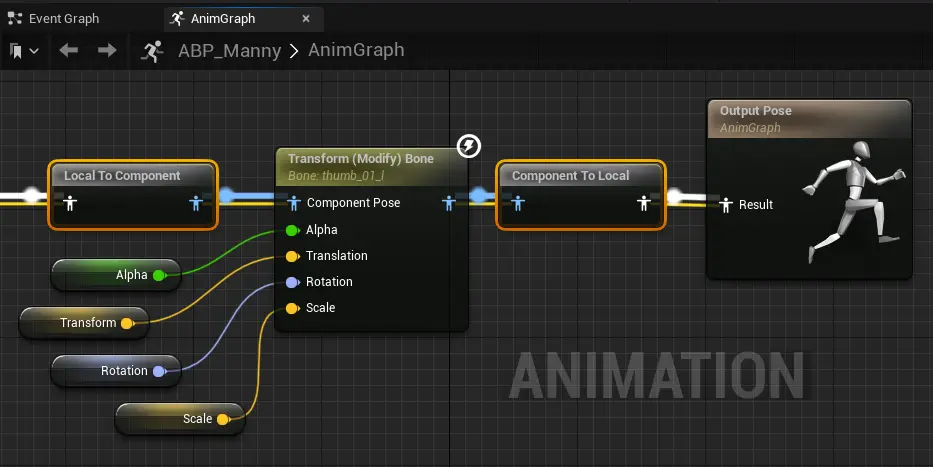 Event Graph
AnimGraph
ABP_Manny > AnimGraph
Output Pose
AnimGraph
Transform (Modify) Bone
Bone: thumb_01_l
Local To Component
Component To Local
Component Pose
Result
Alpha
Translation
Rotation
Scale
Alpha
Transform
Rotation
Scale
ANIMATION